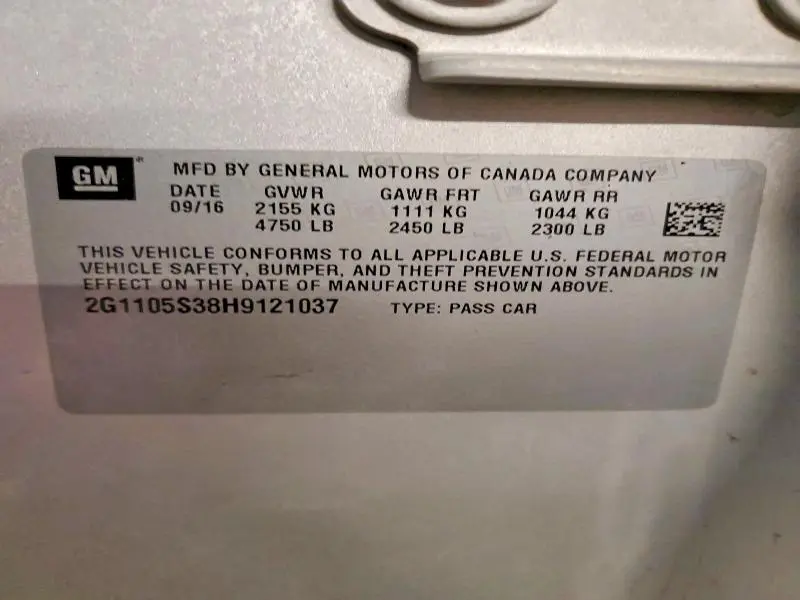 GM MFD BY GENERAL MOTORS OF CANADA COMPANY
DATE GVWR GAWR FRT GAWR RR
09/16 2155 KG 1111 KG 1044 KG
4750 LB 2450 LB 2300 LB
THIS VEHICLE CONFORMS TO ALL APPLICABLE U.S. FEDERAL MOTOR
VEHICLE SAFETY, BUMPER, AND THEFT PREVENTION STANDARDS IN
EFFECT ON THE DATE OF MANUFACTURE SHOWN ABOVE.
2G1105S38H9121037 TYPE: PASS CAR